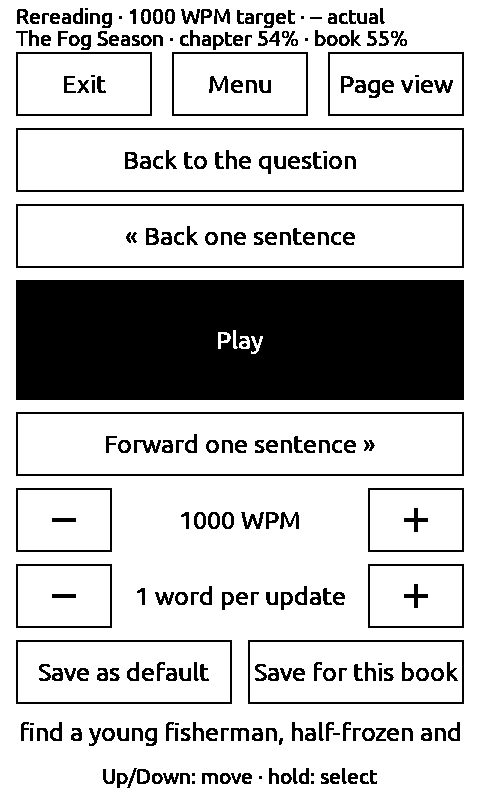 Rereading · 1000 WPM target · – actual
The Fog Season · chapter 54% · book 55%
Exit Menu Page view
Back to the question
« Back one sentence
Play
Forward one sentence »
− 1000 WPM +
− 1 word per update +
Save as default Save for this book
find a young fisherman, half-frozen and
Up/Down: move · hold: select